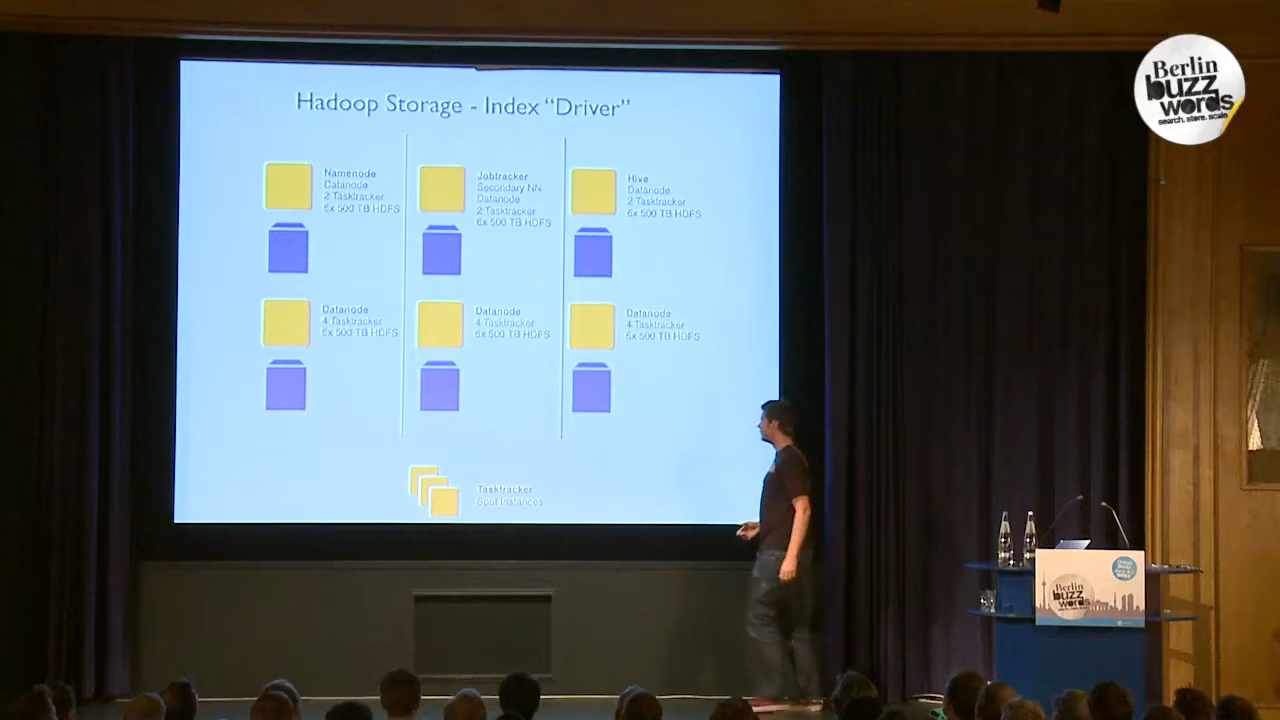 Hadoop Storage - Index “Driver”
Namenode
Datanode
2 Tasktracker
6x 500 TB HDFS
Jobtracker
Secondary NN
Datanode
2 Tasktracker
6x 500 TB HDFS
Hive
Datanode
2 Tasktracker
6x 500 TB HDFS
Datanode
4 Tasktracker
6x 500 TB HDFS
Datanode
4 Tasktracker
6x 500 TB HDFS
Datanode
4 Tasktracker
6x 500 TB HDFS
Tasktracker
Spot Instances
Berlin
buzz
words
search. store. scale
Berlin
buzz
words